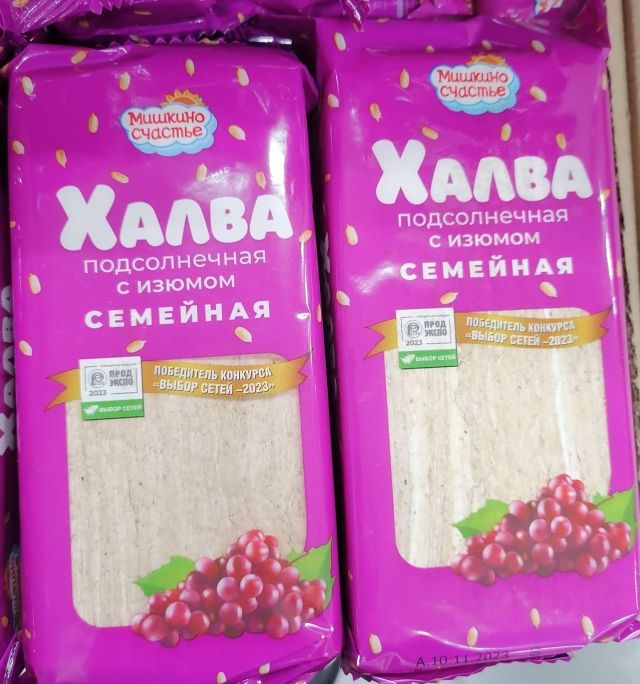 Мишкино
счастье
Халва
подсолнечная
с изюмом
СЕМЕЙНАЯ
ПРОД
ЭКСПО
2023
ВЫБОР СЕТЕЙ
ПОБЕДИТЕЛЬ КОНКУРСА
«ВЫБОР СЕТЕЙ –2023»
Мишкино
счастье
Халва
подсолнечная
с изюмом
СЕМЕЙНАЯ
ПРОД
ЭКСПО
2023
ВЫБОР СЕТЕЙ
ПОБЕДИТЕЛЬ КОНКУРСА
«ВЫБОР СЕТЕЙ –2023»
А.10.11.2023